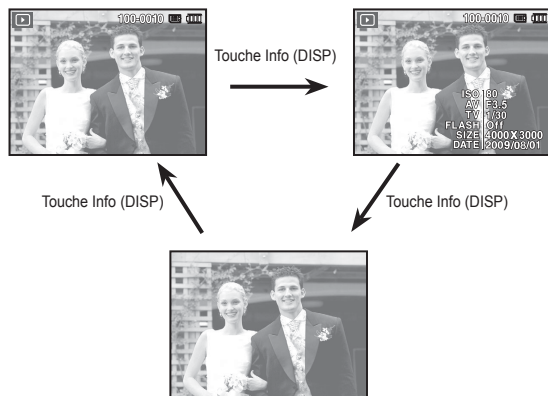 100-0010
Touche Info (DISP)
100-0010
ISO 80
AV F3.5
TV 1/30
FLASH Off
SIZE 4000X3000
DATE 2009/08/01
Touche Info (DISP)
Touche Info (DISP)